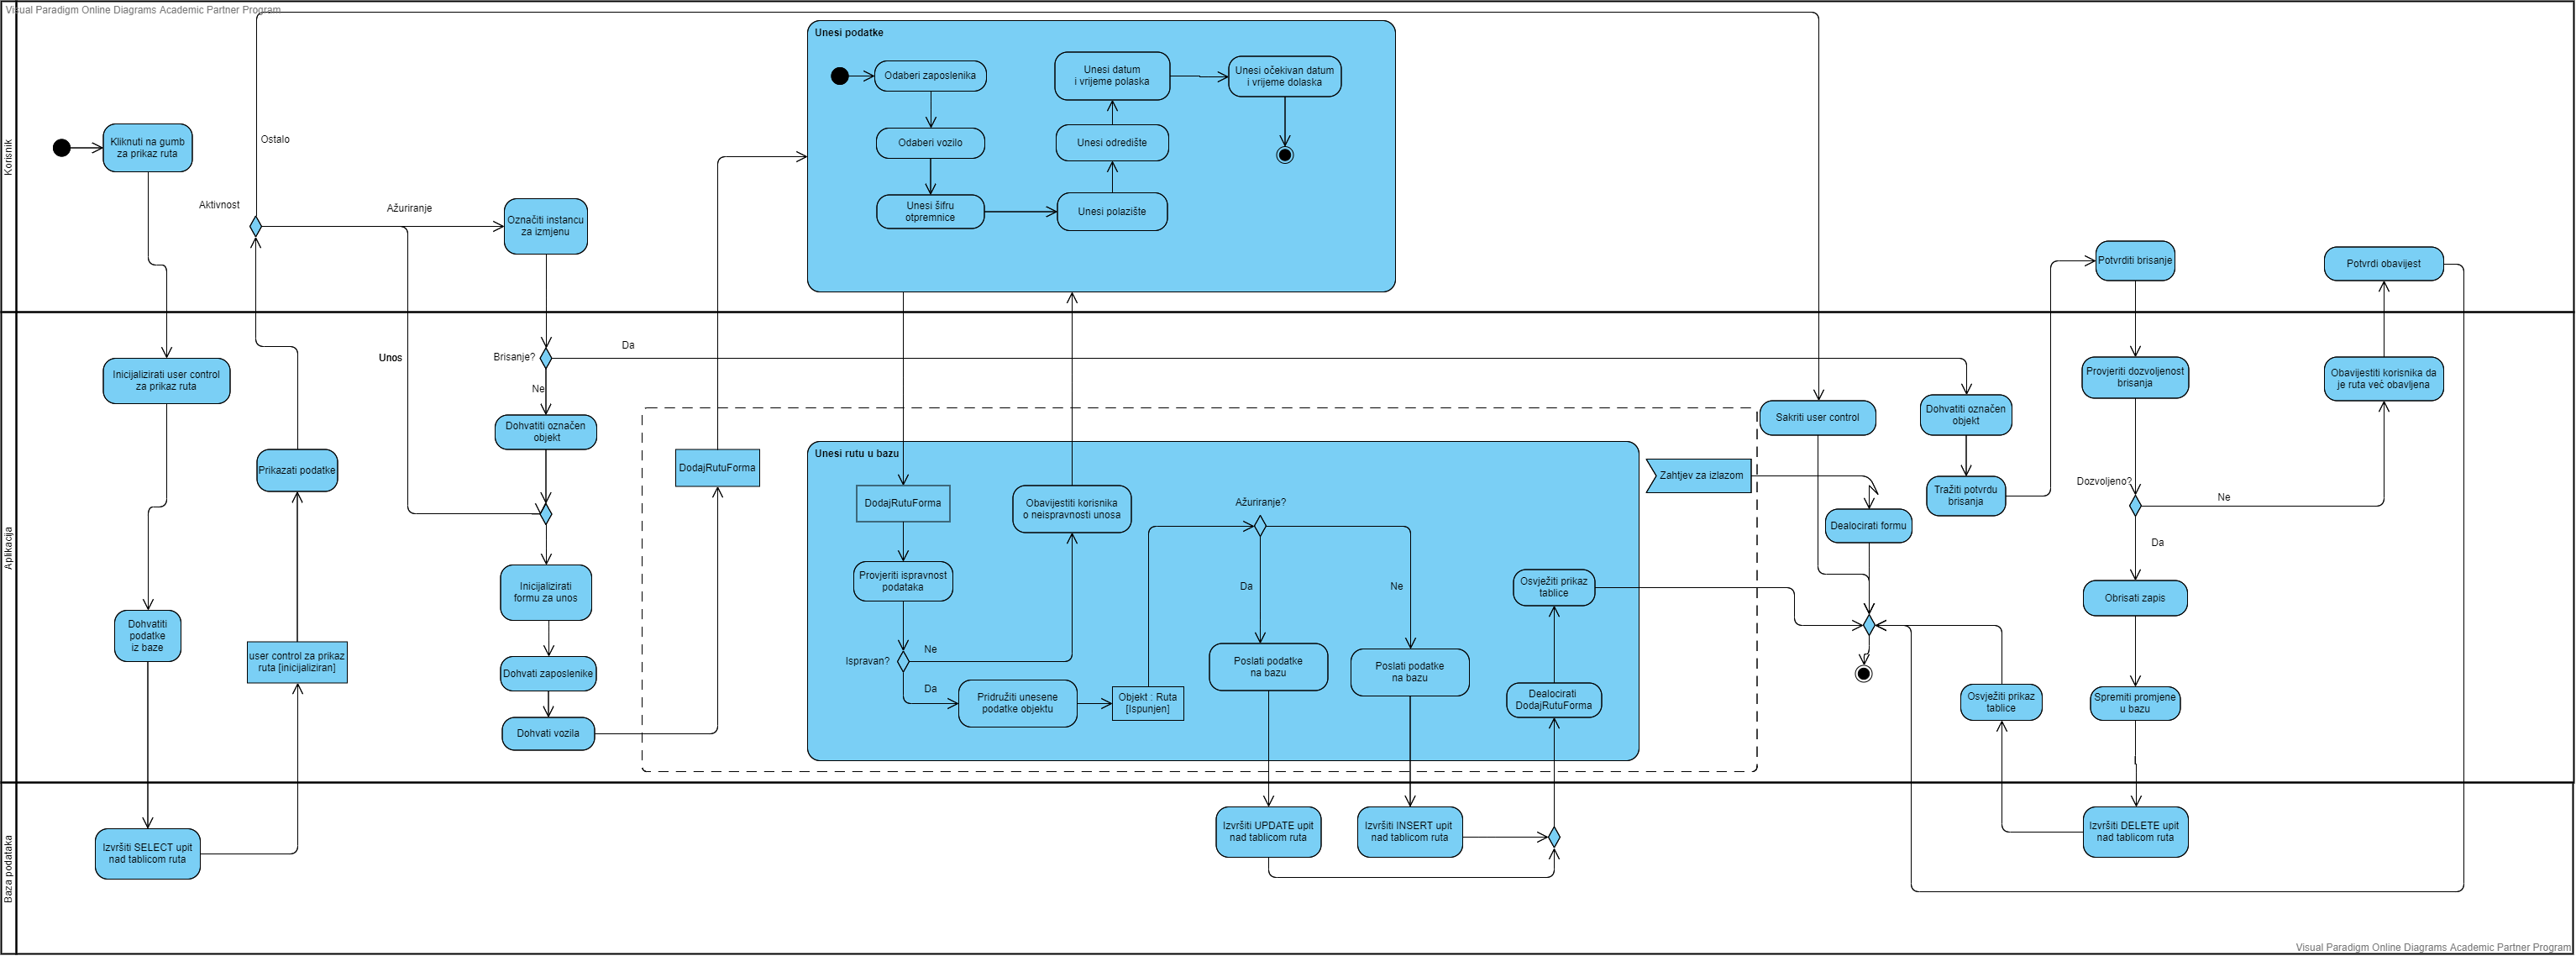 Visual Paradigm Online Diagrams Academic Partner Program
Korisnik
Kliknuti na gumb
za prikaz ruta
Ostalo
Aktivnost
Ažuriranje
Označiti instancu
za izmjenu
Unesi podatke
Odaberi zaposlenika
Odaberi vozilo
Unesi šifru
otpremnice
Unesi polazište
Unesi odredište
Unesi datum
i vrijeme polaska
Unesi očekivan datum
i vrijeme dolaska
Potvrditi brisanje
Potvrdi obavijest
Aplikacija
Inicijalizirati user control
za prikaz ruta
Prikazati podatke
Dohvatiti
podatke
iz baze
user control za prikaz
ruta [inicijaliziran]
Unos
Brisanje?
Da
Ne
Dohvatiti označen
objekt
Inicijalizirati
formu za unos
Dohvati zaposlenike
Dohvati vozila
DodajRutuForma
Unesi rutu u bazu
DodajRutuForma
Provjeriti ispravnost
podataka
Ispravan?
Ne
Da
Obavijestiti korisnika
o neispravnosti unosa
Pridružiti unesene
podatke objektu
Objekt : Ruta
[Ispunjen]
Ažuriranje?
Da
Ne
Poslati podatke
na bazu
Poslati podatke
na bazu
Osvježiti prikaz
tablice
Dealocirati
DodajRutuForma
Zahtjev za izlazom
Sakriti user control
Dealocirati formu
Dohvatiti označen
objekt
Tražiti potvrdu
brisanja
Provjeriti dozvoljenost
brisanja
Dozvoljeno?
Ne
Da
Obavijestiti korisnika da
je ruta već obavljena
Obrisati zapis
Spremiti promjene
u bazu
Osvježiti prikaz
tablice
Baza podataka
Izvršiti SELECT upit
nad tablicom ruta
Izvršiti UPDATE upit
nad tablicom ruta
Izvršiti INSERT upit
nad tablicom ruta
Izvršiti DELETE upit
nad tablicom ruta
Visual Paradigm Online Diagrams Academic Partner Program